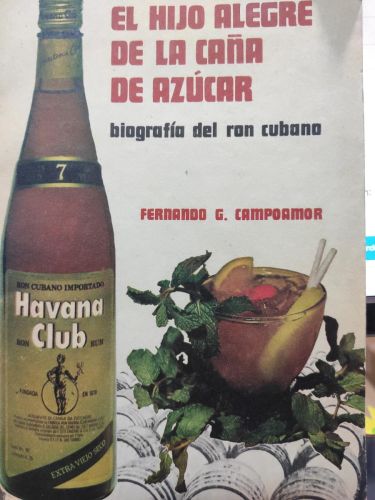 EL HIJO ALEGRE
DE LA CAÑA
DE AZÚCAR
biografía del ron cubano
FERNANDO G. CAMPOAMOR
7
RON CUBANO IMPORTADO
Havana
Club
RON RUM
FUNDADA EN 1878
EXTRA VIEJO SECO